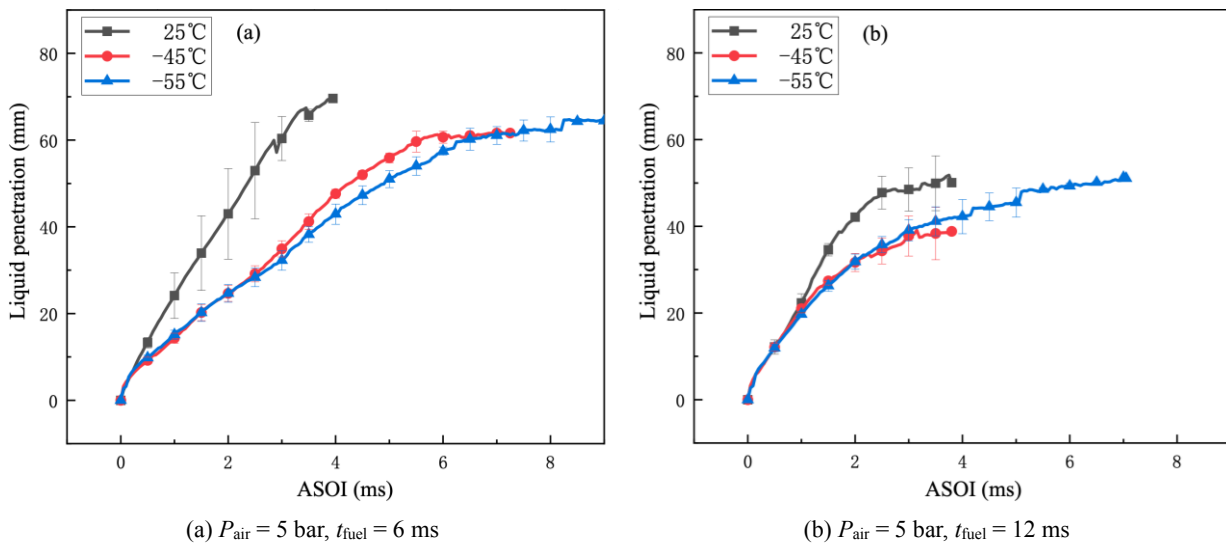 25℃
−45℃
−55℃
(a)
80
60
40
20
0
Liquid penetration (mm)
0 2 4 6 8
ASOI (ms)
(a) Pair = 5 bar, tfuel = 6 ms
25℃
−45℃
−55℃
(b)
80
60
40
20
0
Liquid penetration (mm)
0 2 4 6 8
ASOI (ms)
(b) Pair = 5 bar, tfuel = 12 ms